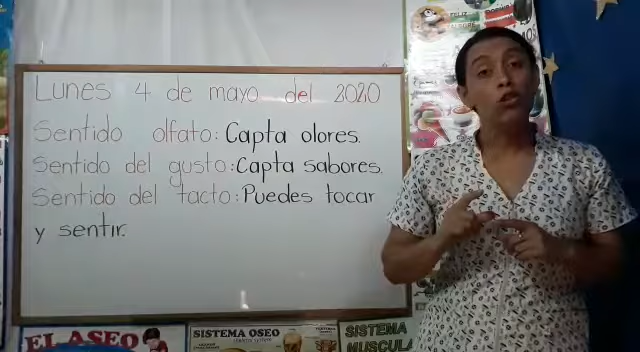 Lunes 4 de mayo del 2020
Sentido olfato: Capta olores.
Sentido del gusto: Capta sabores.
Sentido del tacto: Puedes tocar
y sentir.
EL ASEO
SISTEMA OSEO
SISTEMA
MUSCULA
FELIZ